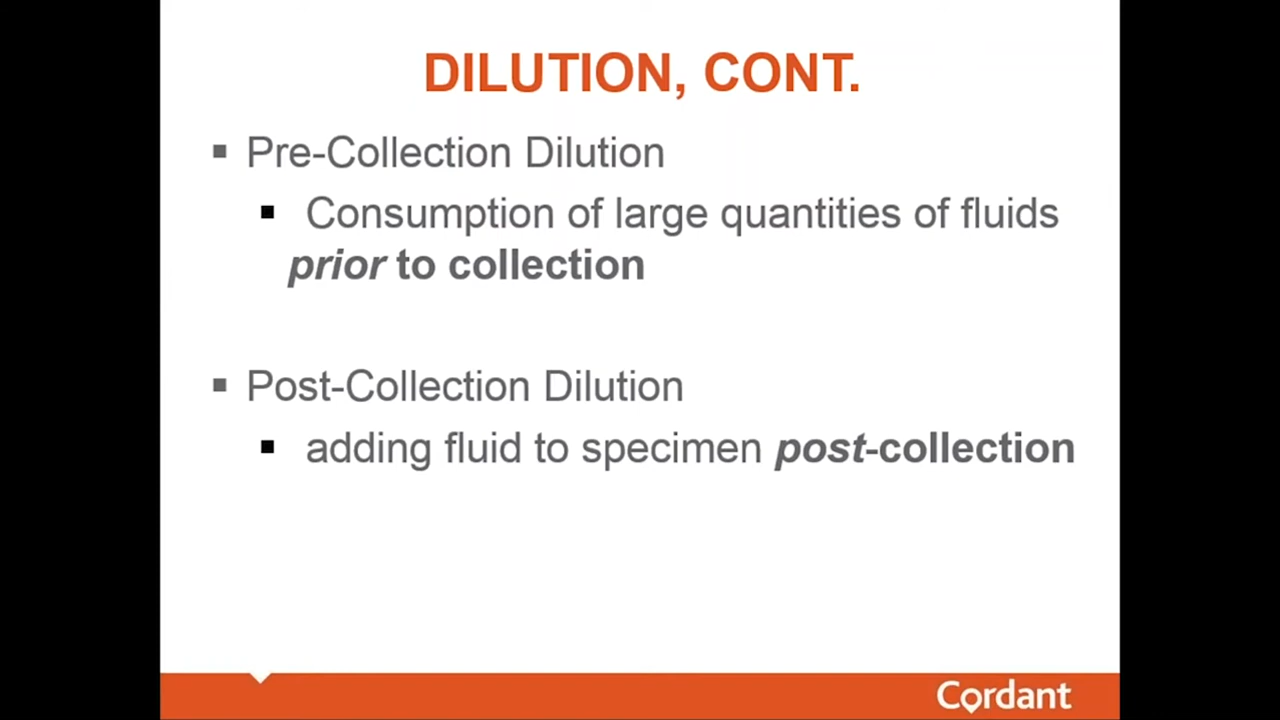 DILUTION, CONT.
Pre-Collection Dilution
Consumption of large quantities of fluids
prior to collection
Post-Collection Dilution
adding fluid to specimen post-collection
Cordant